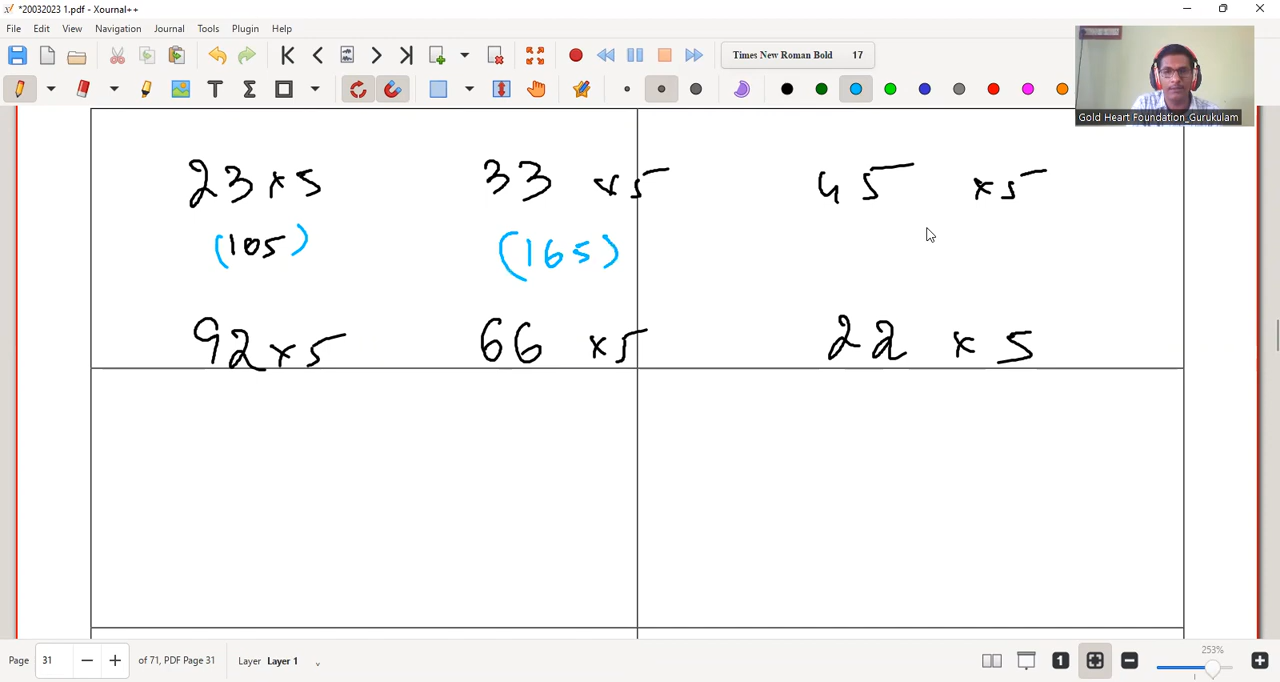 *20032023 1.pdf - Xournal++
File Edit View Navigation Journal Tools Plugin Help
Times New Roman Bold 17
Gold Heart Foundation_Gurukulam
23×5 33 ×5 45 ×5
(105) (165)
92×5 66 ×5 22 × 5
Page 31 of 71, PDF Page 31 Layer Layer 1 253%